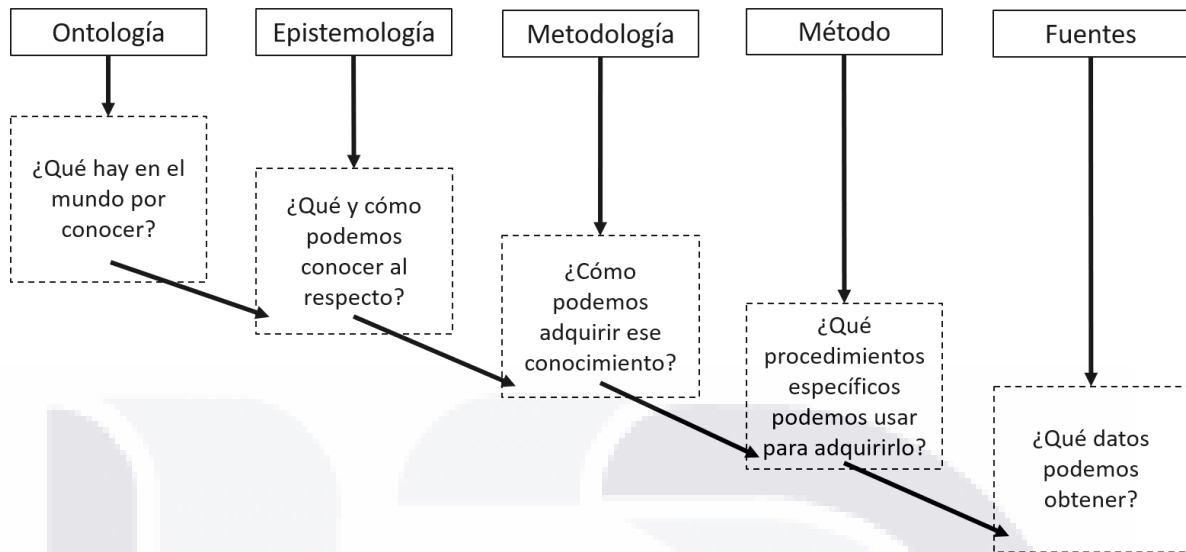 Ontología
Epistemología
Metodología
Método
Fuentes
¿Qué hay en el
mundo por
conocer?
¿Qué y cómo
podemos
conocer al
respecto?
¿Cómo
podemos
adquirir ese
conocimiento?
¿Qué
procedimientos
específicos
podemos usar
para adquirirlo?
¿Qué datos
podemos
obtener?